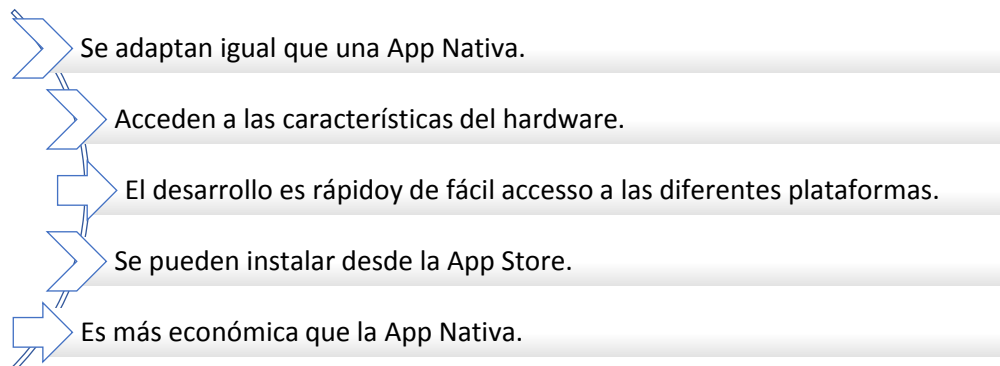 Se adaptan igual que una App Nativa.
Acceden a las características del hardware.
El desarrollo es rápidoy de fácil accesso a las diferentes plataformas.
Se pueden instalar desde la App Store.
Es más económica que la App Nativa.